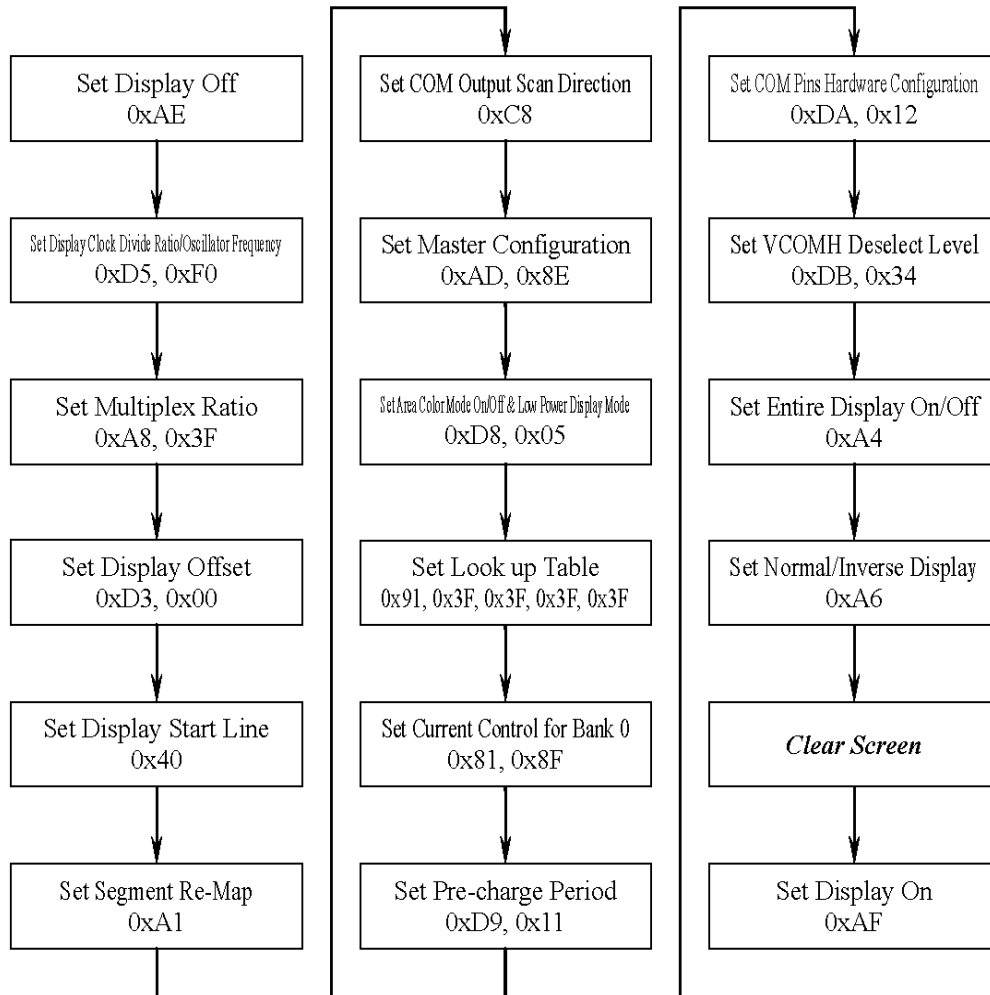 Set Display Off
0xAE
Set Display Clock Divide Ratio/Oscillator Frequency
0xD5, 0xF0
Set Multiplex Ratio
0xA8, 0x3F
Set Display Offset
0xD3, 0x00
Set Display Start Line
0x40
Set Segment Re-Map
0xA1
Set COM Output Scan Direction
0xC8
Set Master Configuration
0xAD, 0x8E
Set Area Color Mode On/Off & Low Power Display Mode
0xD8, 0x05
Set Look up Table
0x91, 0x3F, 0x3F, 0x3F, 0x3F
Set Current Control for Bank 0
0x81, 0x8F
Set Pre-charge Period
0xD9, 0x11
Set COM Pins Hardware Configuration
0xDA, 0x12
Set VCOMH Deselect Level
0xDB, 0x34
Set Entire Display On/Off
0xA4
Set Normal/Inverse Display
0xA6
Clear Screen
Set Display On
0xAF